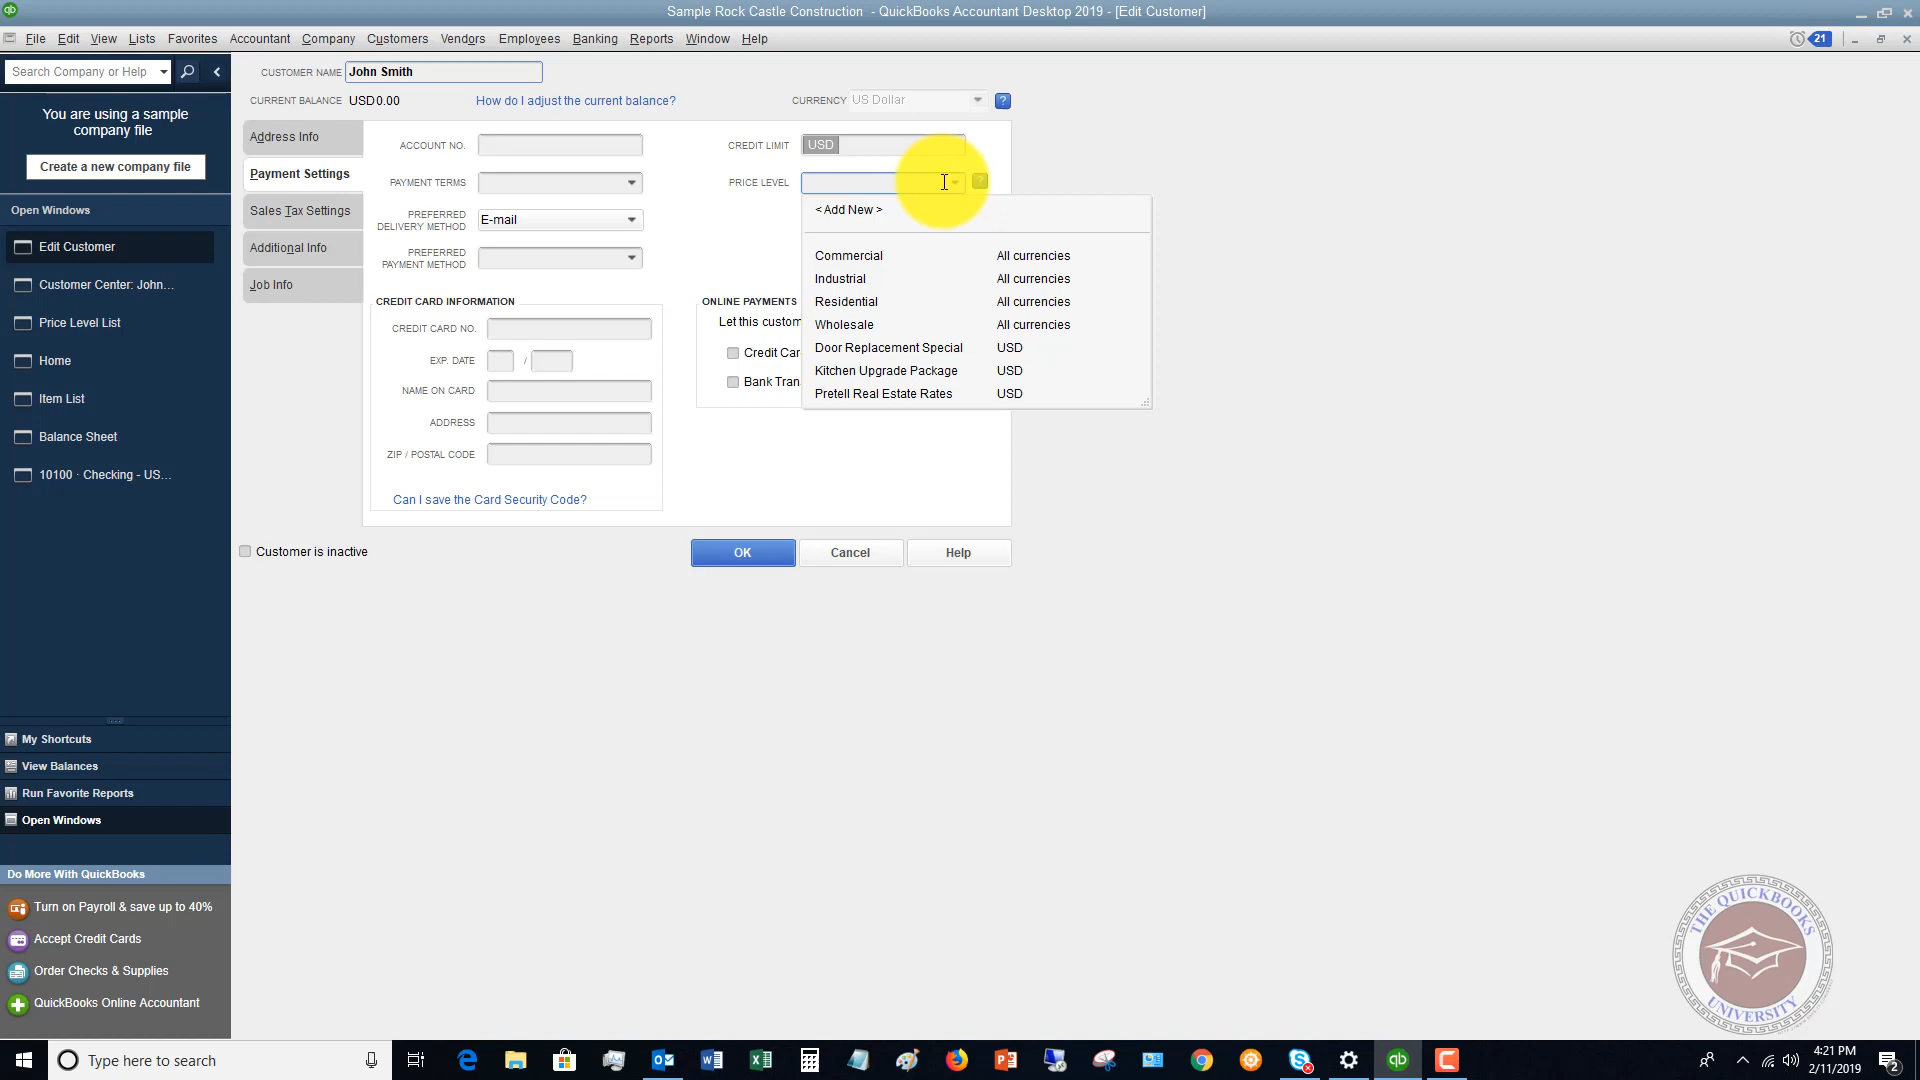 Sample Rock Castle Construction - QuickBooks Accountant Desktop 2019 - [Edit Customer]
File Edit View Lists Favorites Accountant Company Customers Vendors Employees Banking Reports Window Help
21
Search Company or Help
You are using a sample
company file
Create a new company file
Open Windows
Edit Customer
Customer Center: John...
Price Level List
Home
Item List
Balance Sheet
10100 · Checking - US...
My Shortcuts
View Balances
Run Favorite Reports
Open Windows
Do More With QuickBooks
Turn on Payroll & save up to 40%
Accept Credit Cards
Order Checks & Supplies
QuickBooks Online Accountant
CUSTOMER NAME John Smith
CURRENT BALANCE USD0.00 How do I adjust the current balance? CURRENCY US Dollar ?
Address Info
Payment Settings
Sales Tax Settings
Additional Info
Job Info
ACCOUNT NO.
PAYMENT TERMS
PREFERRED
DELIVERY METHOD
E-mail
PREFERRED
PAYMENT METHOD
CREDIT LIMIT USD
PRICE LEVEL ?
< Add New >
Commercial All currencies
Industrial All currencies
Residential All currencies
Wholesale All currencies
Door Replacement Special USD
Kitchen Upgrade Package USD
Pretell Real Estate Rates USD
CREDIT CARD INFORMATION
CREDIT CARD NO.
EXP. DATE /
NAME ON CARD
ADDRESS
ZIP / POSTAL CODE
Can I save the Card Security Code?
ONLINE PAYMENTS
Let this custom
Credit Car
Bank Tran
Customer is inactive
OK Cancel Help
THE QUICKBOOKS
UNIVERSITY
Type here to search
4:21 PM
2/11/2019
2